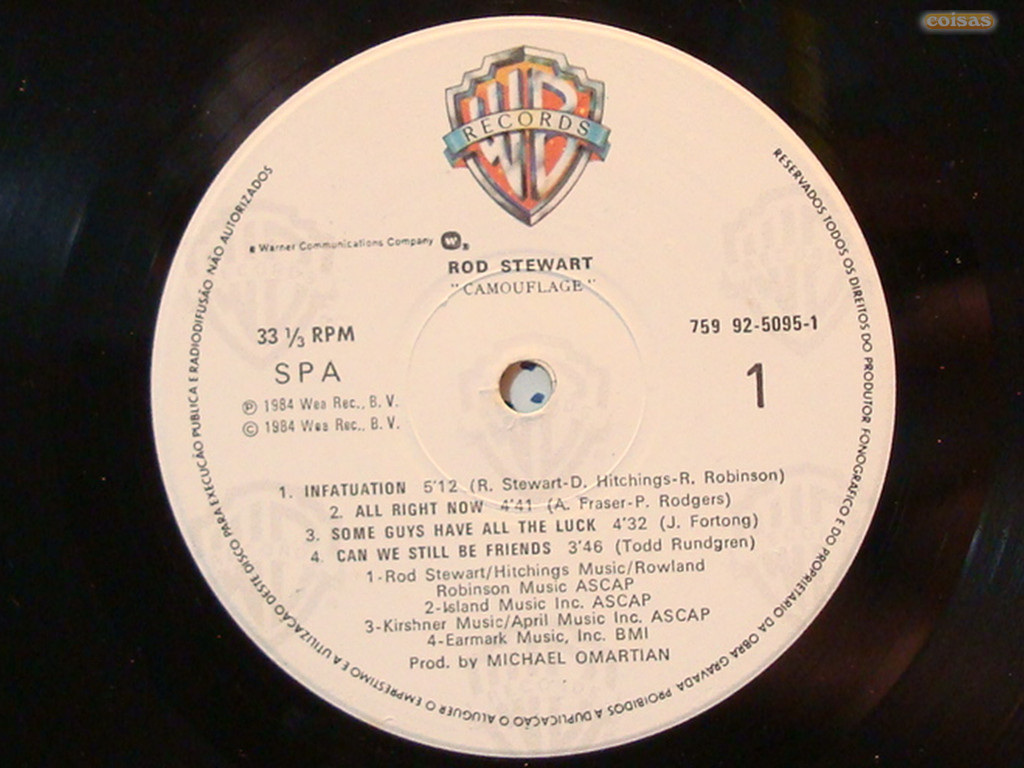 coisas
WB
RECORDS
Warner Communications Company
ROD STEWART
"CAMOUFLAGE"
33 ⅓ RPM
759 92-5095-1
SPA
1
Ⓟ 1984 Wea Rec., B. V.
© 1984 Wea Rec., B. V.
1. INFATUATION 5'12 (R. Stewart-D. Hitchings-R. Robinson)
2. ALL RIGHT NOW 4'41 (A. Fraser-P. Rodgers)
3. SOME GUYS HAVE ALL THE LUCK 4'32 (J. Fortong)
4. CAN WE STILL BE FRIENDS 3'46 (Todd Rundgren)
1-Rod Stewart/Hitchings Music/Rowland
Robinson Music ASCAP
2-Island Music Inc. ASCAP
3-Kirshner Music/April Music Inc. ASCAP
4-Earmark Music, Inc. BMI
Prod. by MICHAEL OMARTIAN
RESERVADOS TODOS OS DIREITOS DO PRODUTOR FONOGRAFICO E DO PROPRIETARIO DA OBRA GRAVADA PROIBIDOS A DUPLICAÇÃO O ALUGUER O EMPRESTIMO E A UTILIZAÇÃO DESTE DISCO PARA EXECUÇÃO PUBLICA E RADIODIFUSÃO NÃO AUTORIZADOS